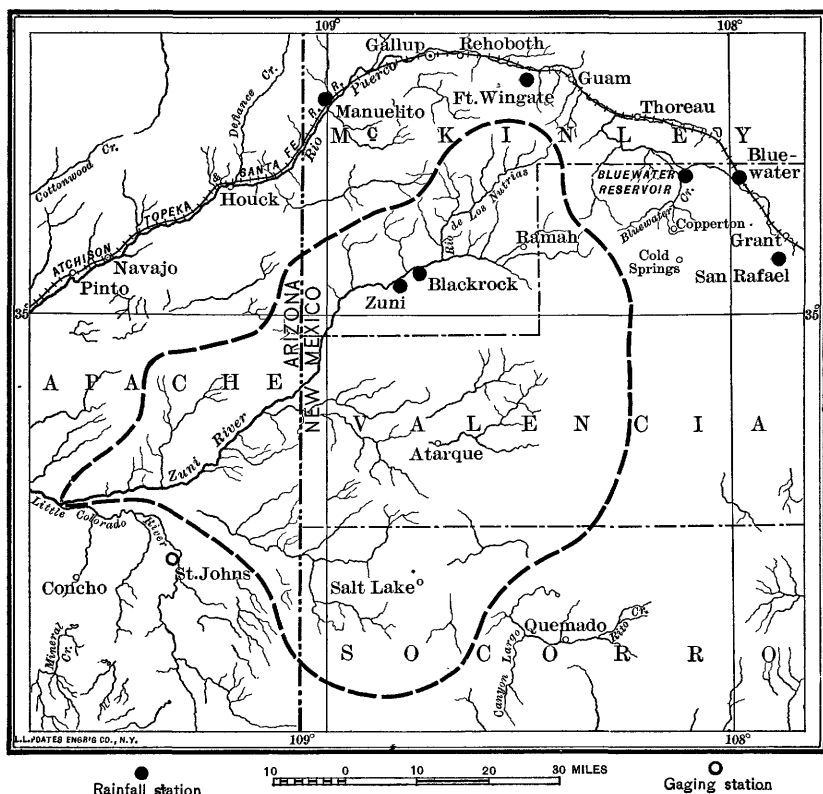 109°
108°
Gallup
Rehoboth
Puerco
R. R.
Guam
Ft. Wingate
Defiance Cr.
Manuelito
Thoreau
McKINLEY
Cottonwood Cr.
SANTA FE
Rio
&
Houck
TOPEKA
BLUEWATER
RESERVOIR
Blue-
water
Rio de Los Nutrias
Bluewater Cr.
Copperton
Ramah
Grant
Cold
Springs
San Rafael
ATCHISON
Navajo
Pinto
Blackrock
Zuni
35°
35°
ARIZONA
NEW MEXICO
APACHE
VALENCIA
Zuni River
Atarque
Little Colorado River
St. Johns
Concho
Salt Lake
Quemado
Rito Cr.
Mineral Cr.
Canyon Largo
SOCORRO
L.L.POATES ENGR'G CO., N.Y.
109°
108°
Rainfall station
10 0 10 20 30 MILES
Gaging station